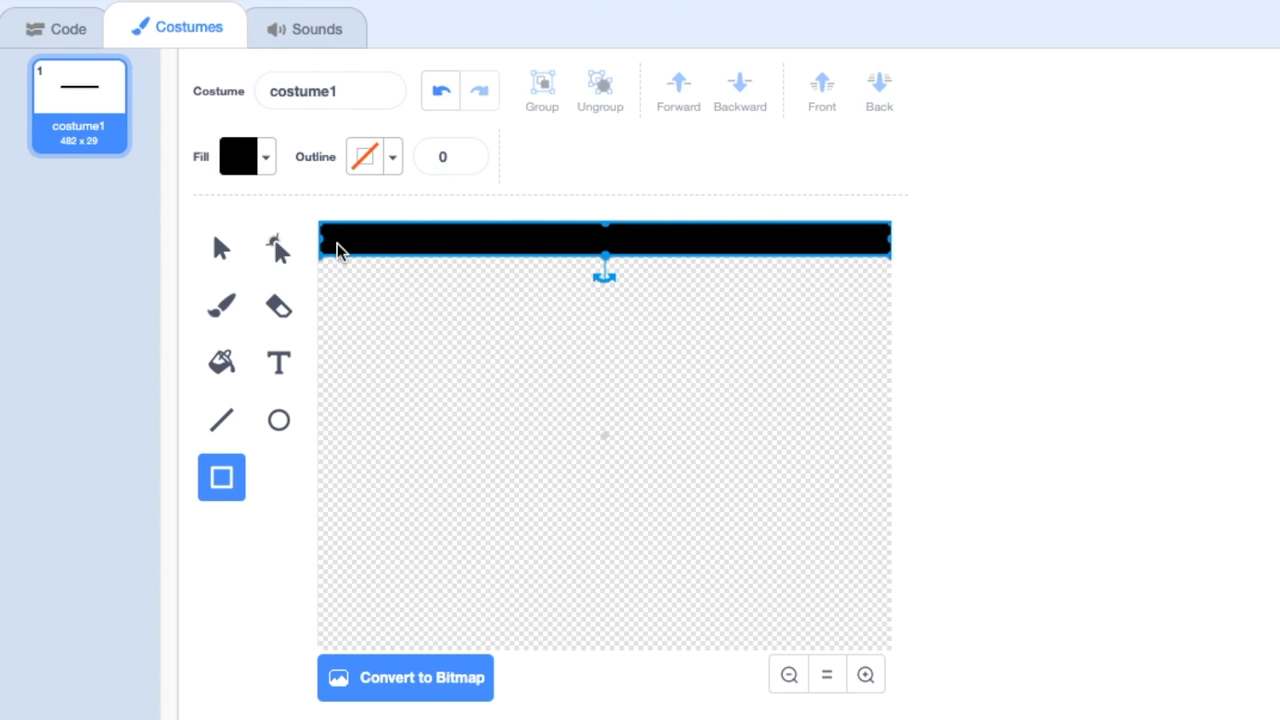 Code
Costumes
Sounds
1
costume1
482 x 29
Costume
costume1
Group
Ungroup
Forward
Backward
Front
Back
Fill
Outline
0
T
Convert to Bitmap